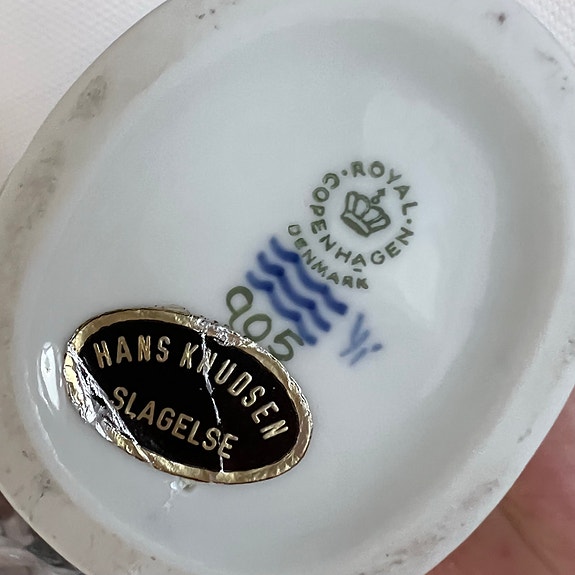 ROYAL·
COPENHAGEN·
DENMARK
905
HANS KNUDSEN
SLAGELSE